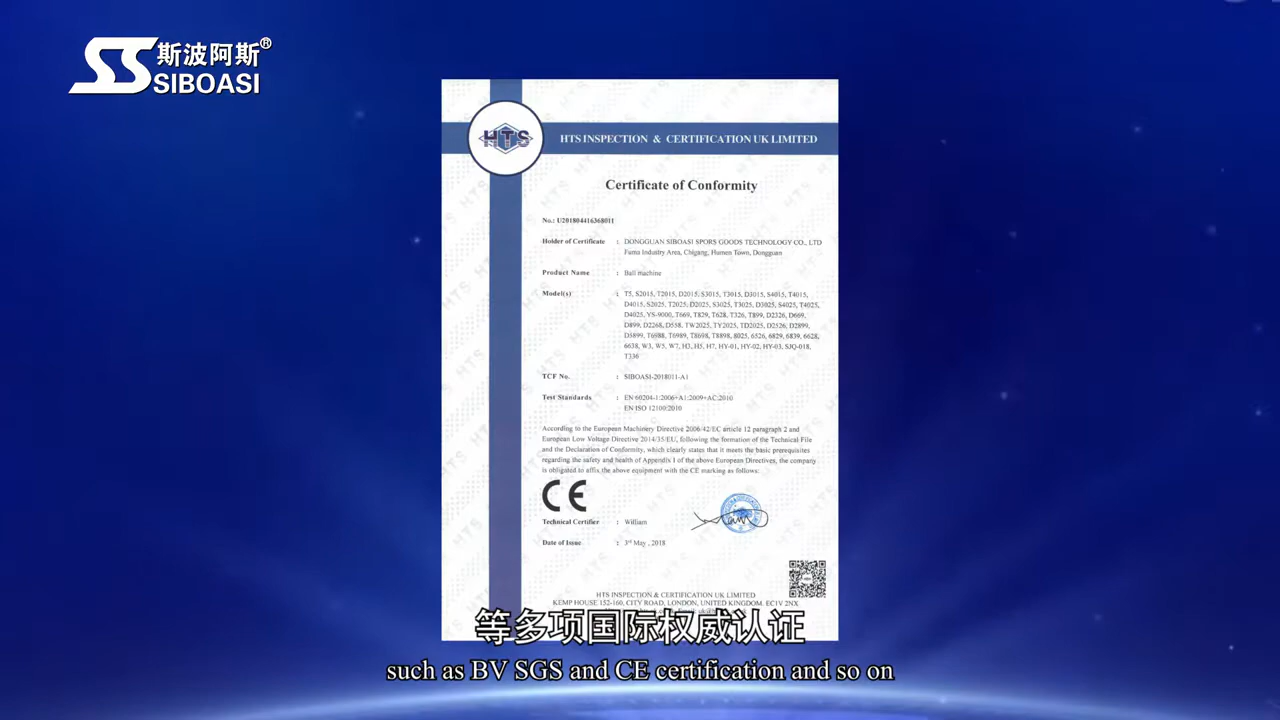 斯波阿斯®
SIBOASI
HTS
HTS INSPECTION & CERTIFICATION UK LIMITED
Certificate of Conformity
No.: U201804416368011
Holder of Certificate : DONGGUAN SIBOASI SPORS GOODS TECHNOLOGY CO., LTD
Fuma Industry Area, Chigang, Humen Town, Dongguan
Product Name : Ball machine
Model(s) : T5, S2015, T2015, D2015, S3015, T3015, D3015, S4015, T4015,
D4015, S2025, T2025, D2025, S3025, T3025, D3025, S4025, T4025,
D4025, YS-9000, T669, T829, T628, T326, T899, D2326, D669,
D899, D2268, D558, TW2025, TY2025, TD2025, D2526, D2899,
D5899, T6988, T6989, T8698, T8898, 8025, 6526, 6829, 6839, 6628,
6638, W3, W5, W7, H3, H5, H7, HY-01, HY-02, HY-03, SJQ-018,
T336
TCF No. : SIBOASI-2018011-A1
Test Standards : EN 60204-1:2006+A1:2009+AC:2010
EN ISO 12100:2010
According to the European Machinery Directive 2006/42/EC article 12 paragraph 2 and
European Low Voltage Directive 2014/35/EU, following the formation of the Technical File
and the Declaration of Conformity, which clearly states that it meets the basic prerequisites
regarding the safety and health of Appendix I of the above European Directives, the company
is obligated to affix the above equipment with the CE marking as follows:
CE
Technical Certifier : William
Date of Issue : 3rd May , 2018
HTS INSPECTION & CERTIFICATION UK LIMITED
KEMP HOUSE 152-160, CITY ROAD, LONDON, UNITED KINGDOM. EC1V 2NX
等多项国际权威认证
such as BV SGS and CE certification and so on